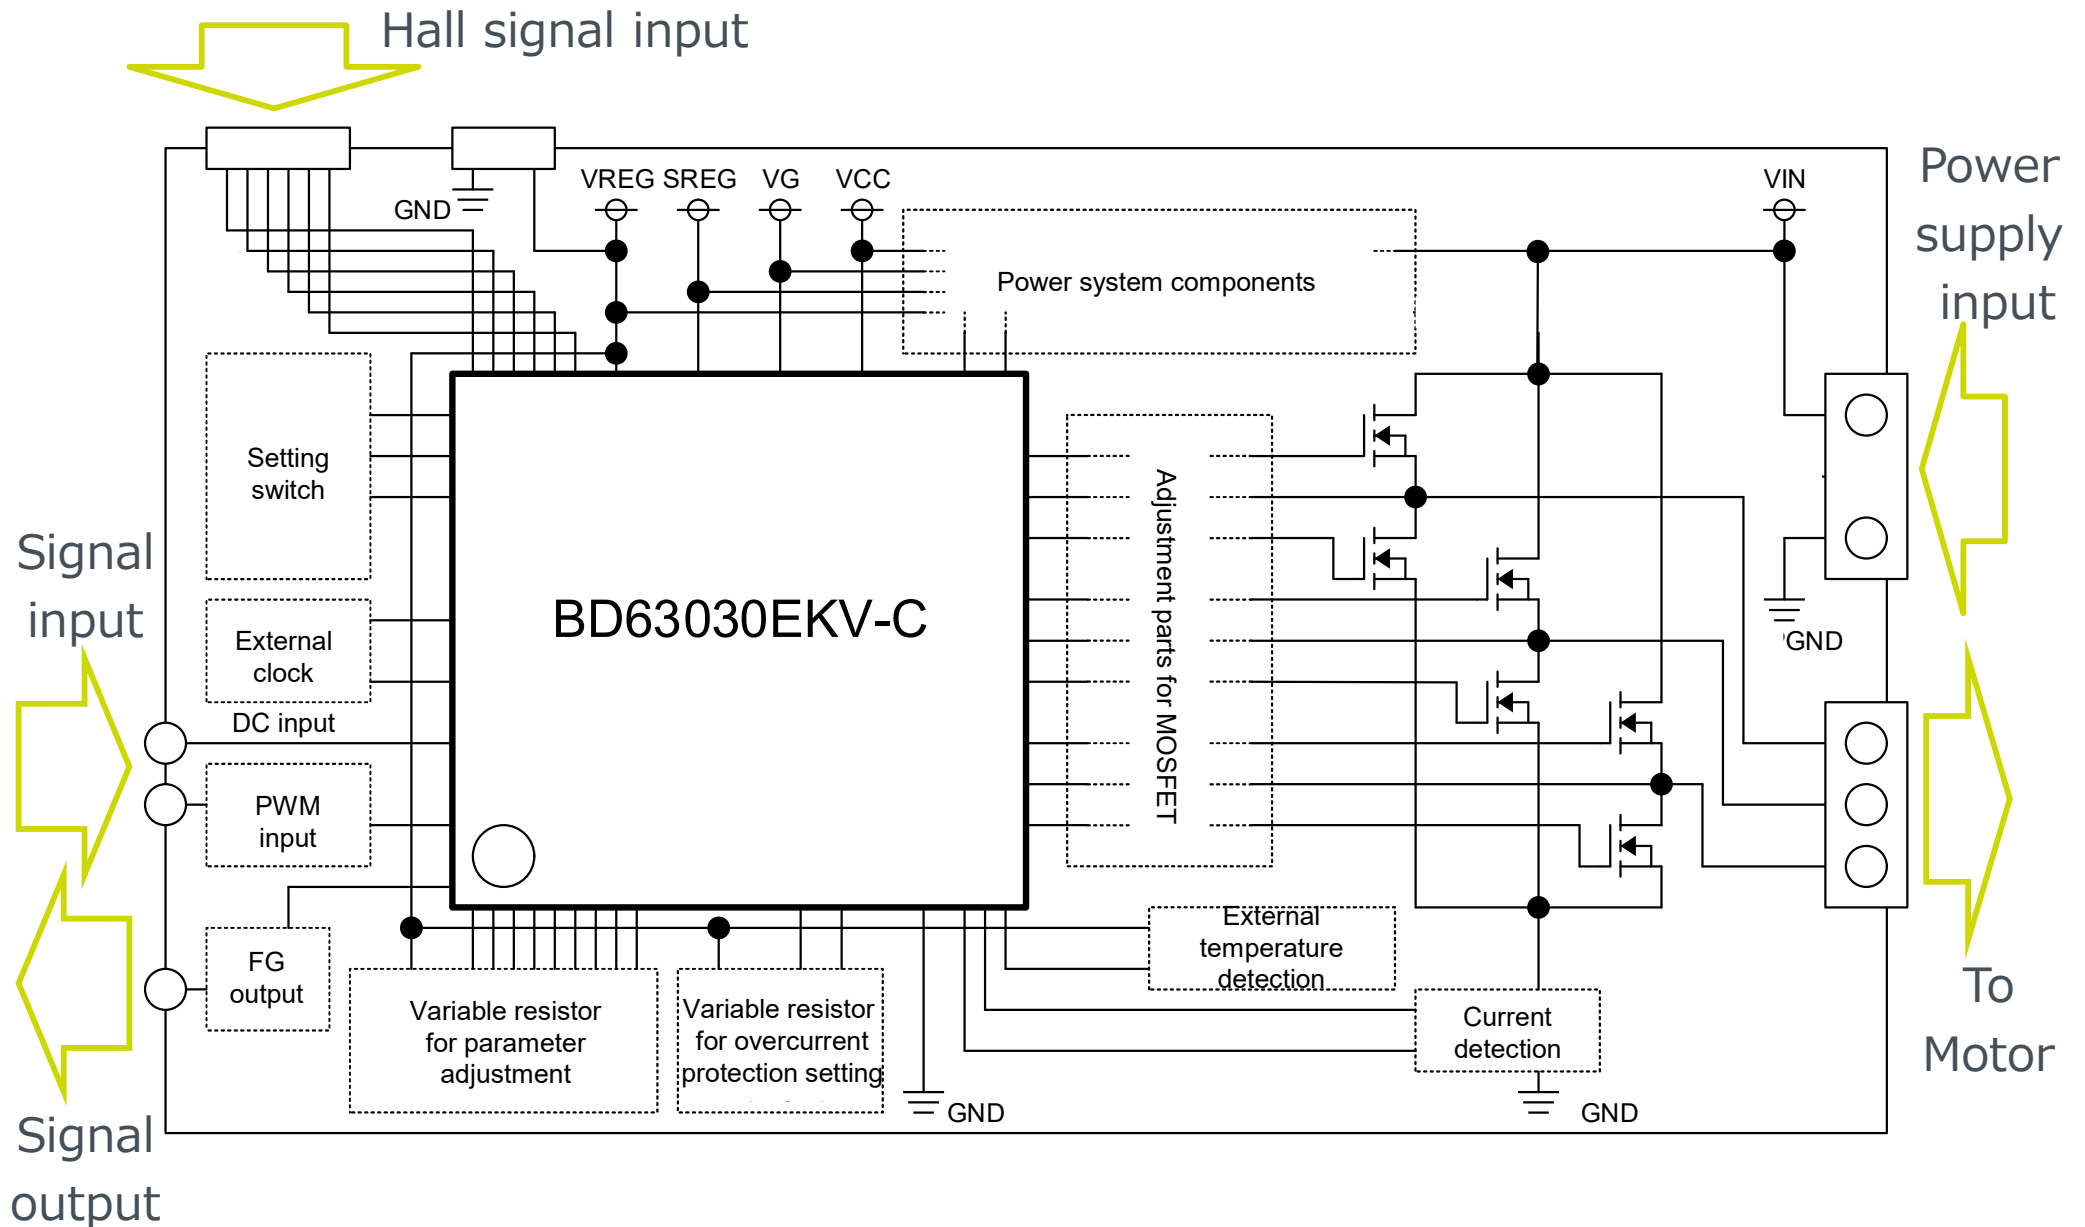 Hall signal input
Power
supply
input
VREG SREG VG VCC
VIN
GND
Power system components
Setting
switch
Signal
input
BD63030EKV-C
Adjustment parts for MOSFET
External
clock
GND
DC input
PWM
input
FG
output
Variable resistor
for parameter
adjustment
Variable resistor
for overcurrent
protection setting
External
temperature
detection
Current
detection
GND
GND
To
Motor
Signal
output